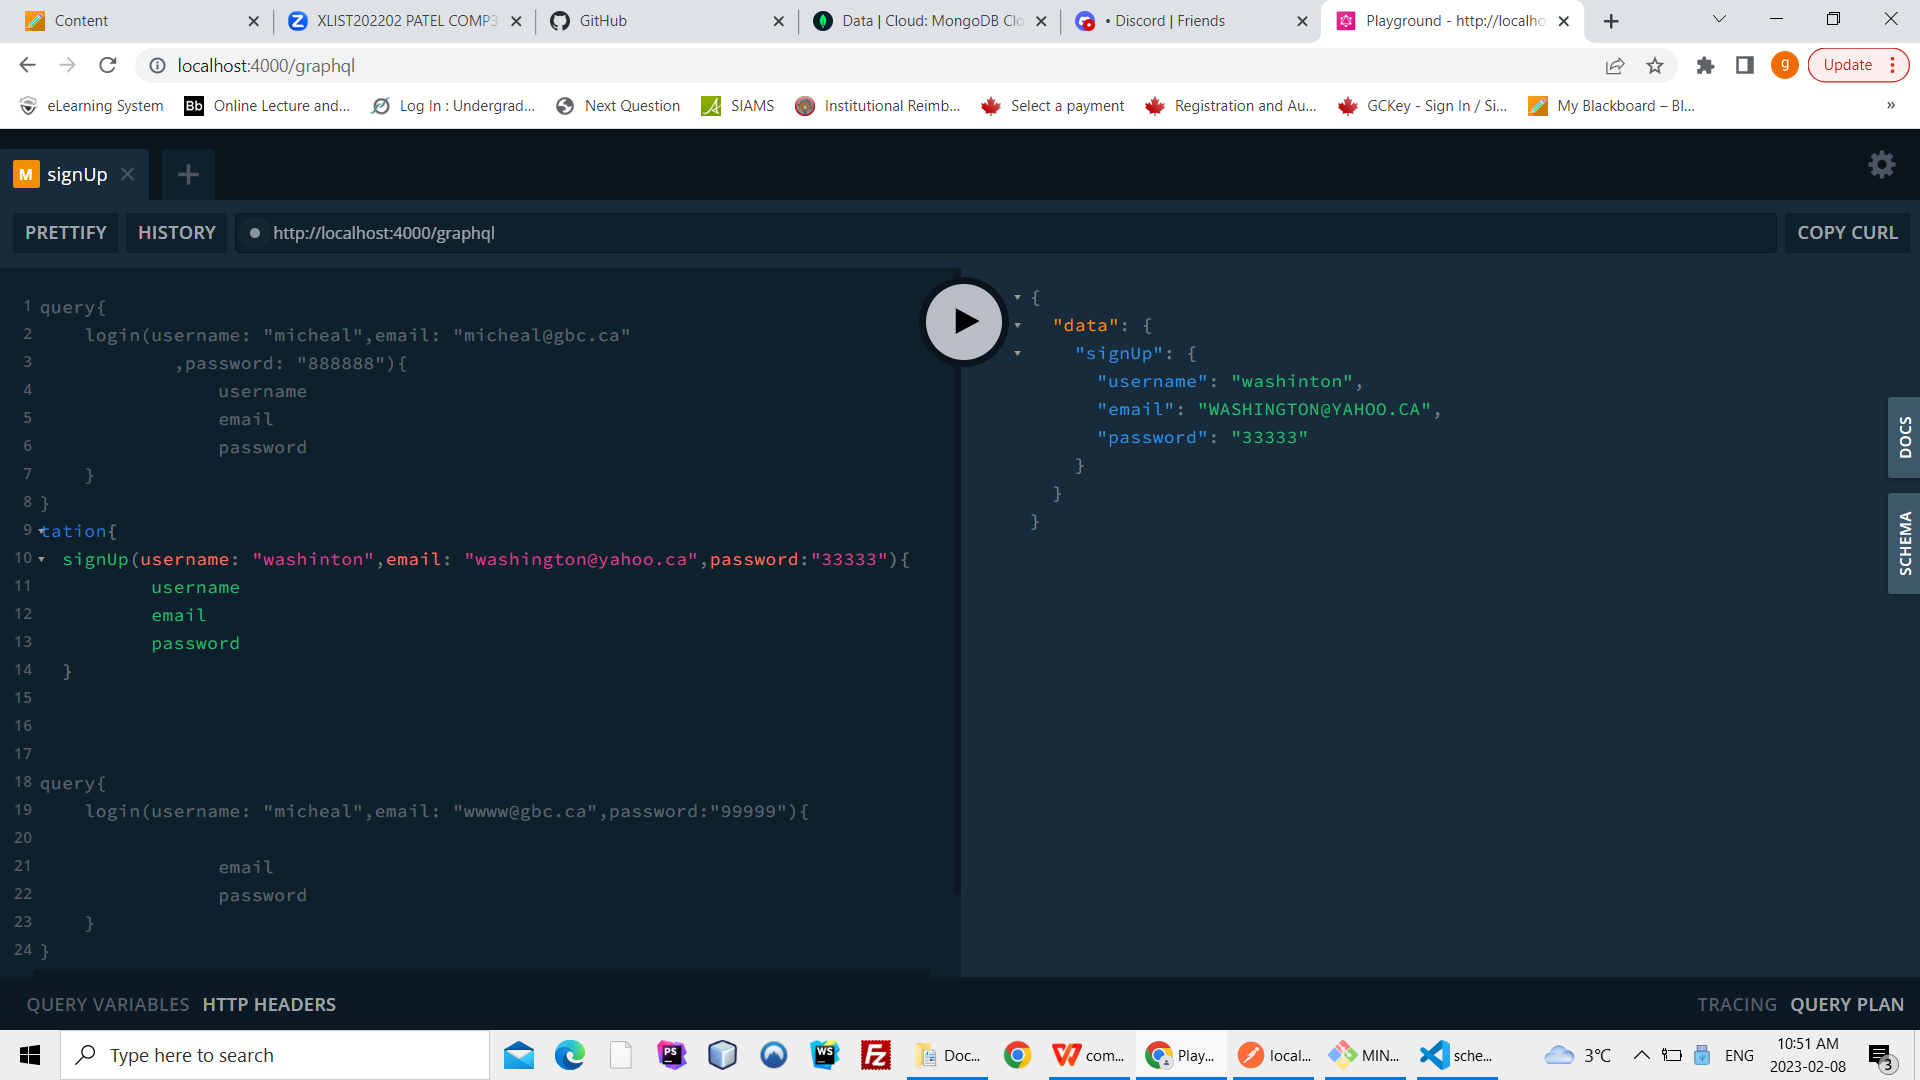 Content
XLIST202202 PATEL COMP3
GitHub
Data | Cloud: MongoDB Clo
• Discord | Friends
Playground - http://localho
localhost:4000/graphql
g
Update
eLearning System
Bb Online Lecture and...
Log In : Undergrad...
Next Question
SIAMS
Institutional Reimb...
Select a payment
Registration and Au...
GCKey - Sign In / Si...
My Blackboard – Bl...
»
M signUp
PRETTIFY
HISTORY
http://localhost:4000/graphql
COPY CURL
1 query{
2 login(username: "micheal",email: "micheal@gbc.ca"
3 ,password: "888888"){
4 username
5 email
6 password
7 }
8 }
9 tation{
10 signUp(username: "washinton",email: "washington@yahoo.ca",password:"33333"){
11 username
12 email
13 password
14 }
15
16
17
18 query{
19 login(username: "micheal",email: "wwww@gbc.ca",password:"99999"){
20
21 email
22 password
23 }
24 }
{
"data": {
"signUp": {
"username": "washinton",
"email": "WASHINGTON@YAHOO.CA",
"password": "33333"
}
}
}
DOCS
SCHEMA
QUERY VARIABLES
HTTP HEADERS
TRACING
QUERY PLAN
Type here to search
PS
WS
FZ
Doc...
com...
Play...
local...
MIN...
sche...
3°C
ENG
10:51 AM
2023-02-08
3